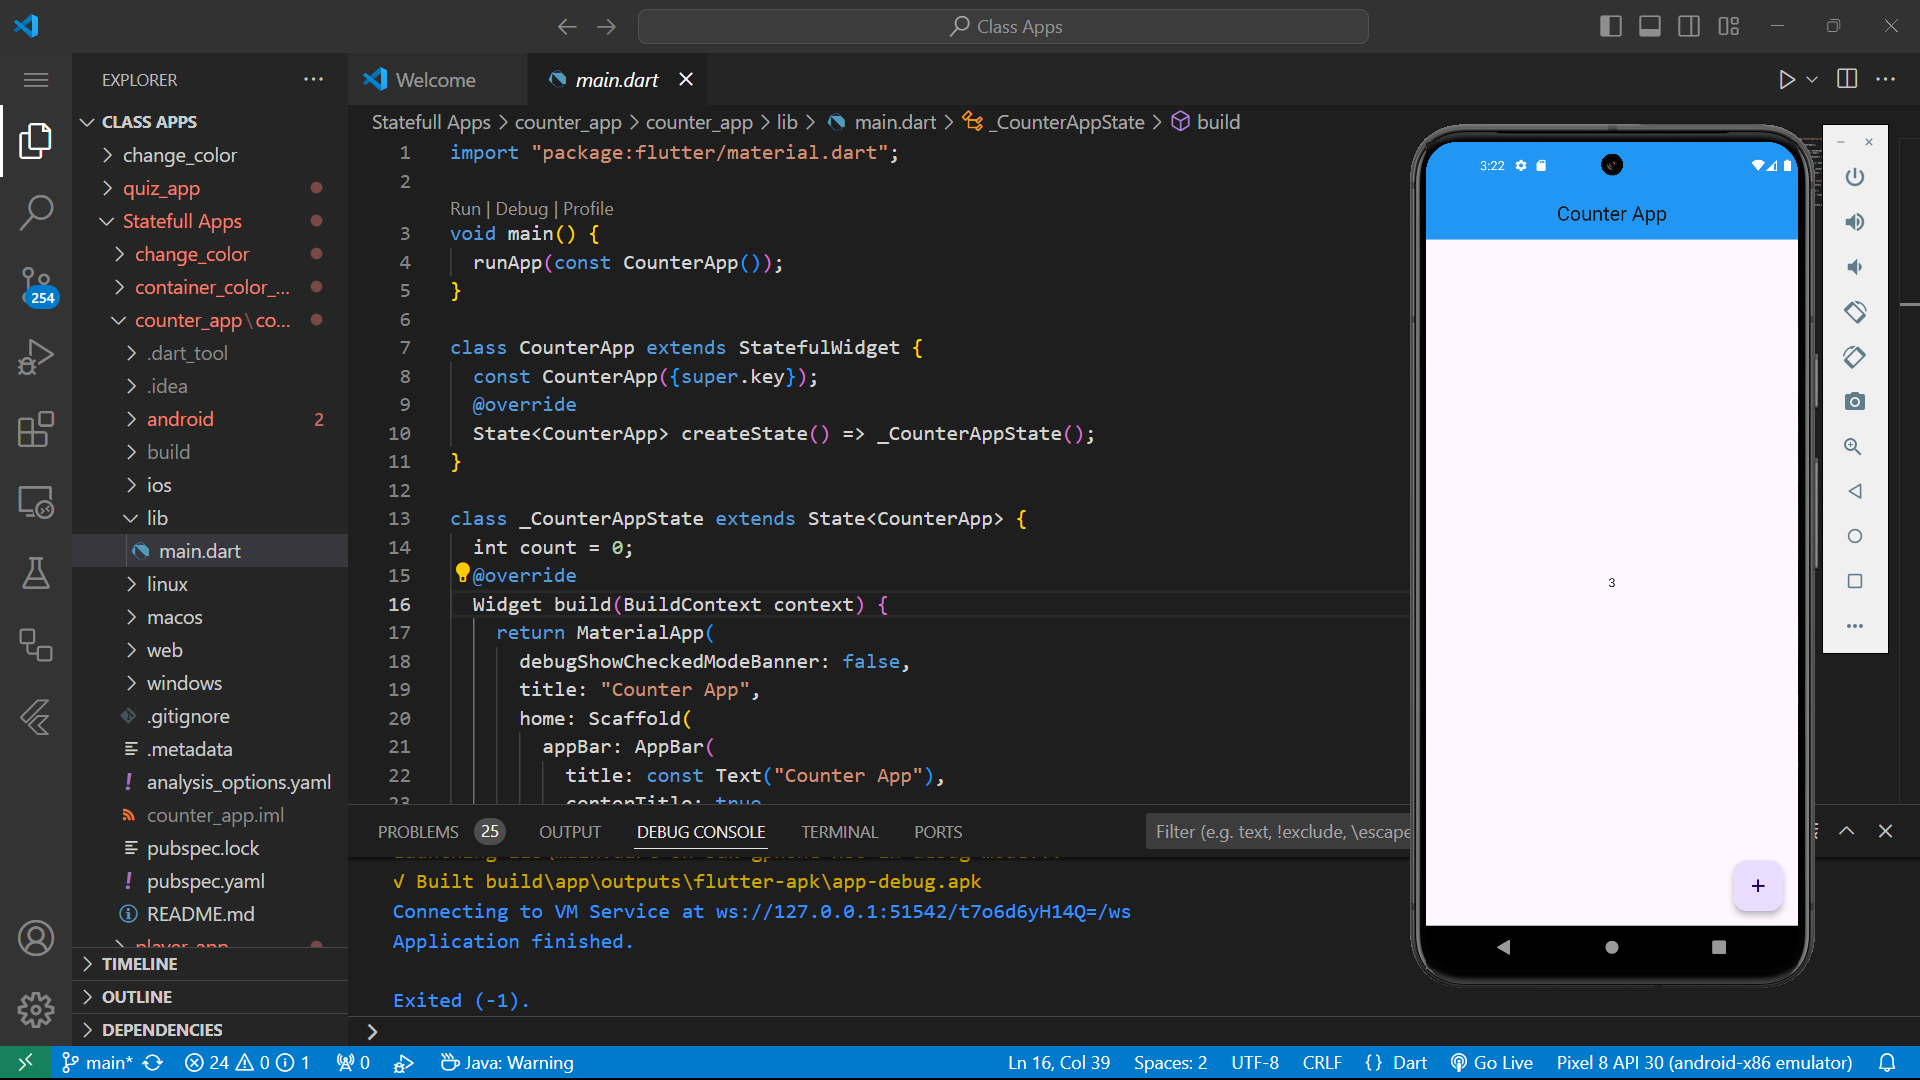 Class Apps
EXPLORER
CLASS APPS
change_color
quiz_app
Statefull Apps
change_color
container_color_...
counter_app\co...
.dart_tool
.idea
android 2
build
ios
lib
main.dart
linux
macos
web
windows
.gitignore
.metadata
analysis_options.yaml
counter_app.iml
pubspec.lock
pubspec.yaml
README.md
player_app
TIMELINE
OUTLINE
DEPENDENCIES
254
Welcome
main.dart
Statefull Apps > counter_app > counter_app > lib > main.dart > _CounterAppState > build
1 import "package:flutter/material.dart";
2
Run | Debug | Profile
3 void main() {
4 runApp(const CounterApp());
5 }
6
7 class CounterApp extends StatefulWidget {
8 const CounterApp({super.key});
9 @override
10 State<CounterApp> createState() => _CounterAppState();
11 }
12
13 class _CounterAppState extends State<CounterApp> {
14 int count = 0;
15 @override
16 Widget build(BuildContext context) {
17 return MaterialApp(
18 debugShowCheckedModeBanner: false,
19 title: "Counter App",
20 home: Scaffold(
21 appBar: AppBar(
22 title: const Text("Counter App"),
23 centerTitle: true
PROBLEMS 25 OUTPUT DEBUG CONSOLE TERMINAL PORTS
Filter (e.g. text, !exclude, \escape
√ Built build\app\outputs\flutter-apk\app-debug.apk
Connecting to VM Service at ws://127.0.0.1:51542/t7o6d6yH14Q=/ws
Application finished.
Exited (-1).
3:22
Counter App
3
+
main* 24 0 1 0 Java: Warning
Ln 16, Col 39 Spaces: 2 UTF-8 CRLF {} Dart Go Live Pixel 8 API 30 (android-x86 emulator)